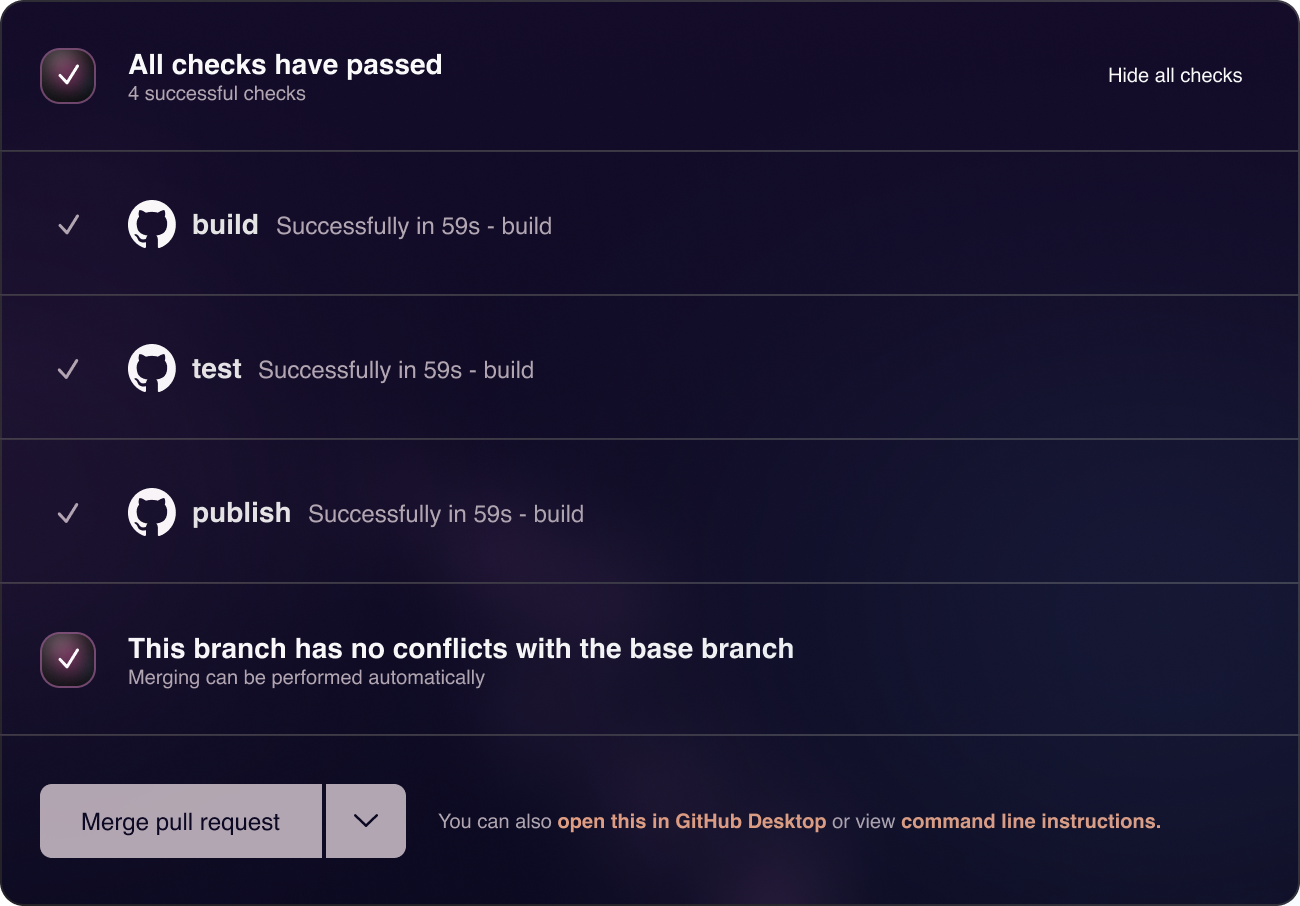 All checks have passed
4 successful checks
Hide all checks
build Successfully in 59s - build
test Successfully in 59s - build
publish Successfully in 59s - build
This branch has no conflicts with the base branch
Merging can be performed automatically
Merge pull request
You can also open this in GitHub Desktop or view command line instructions.